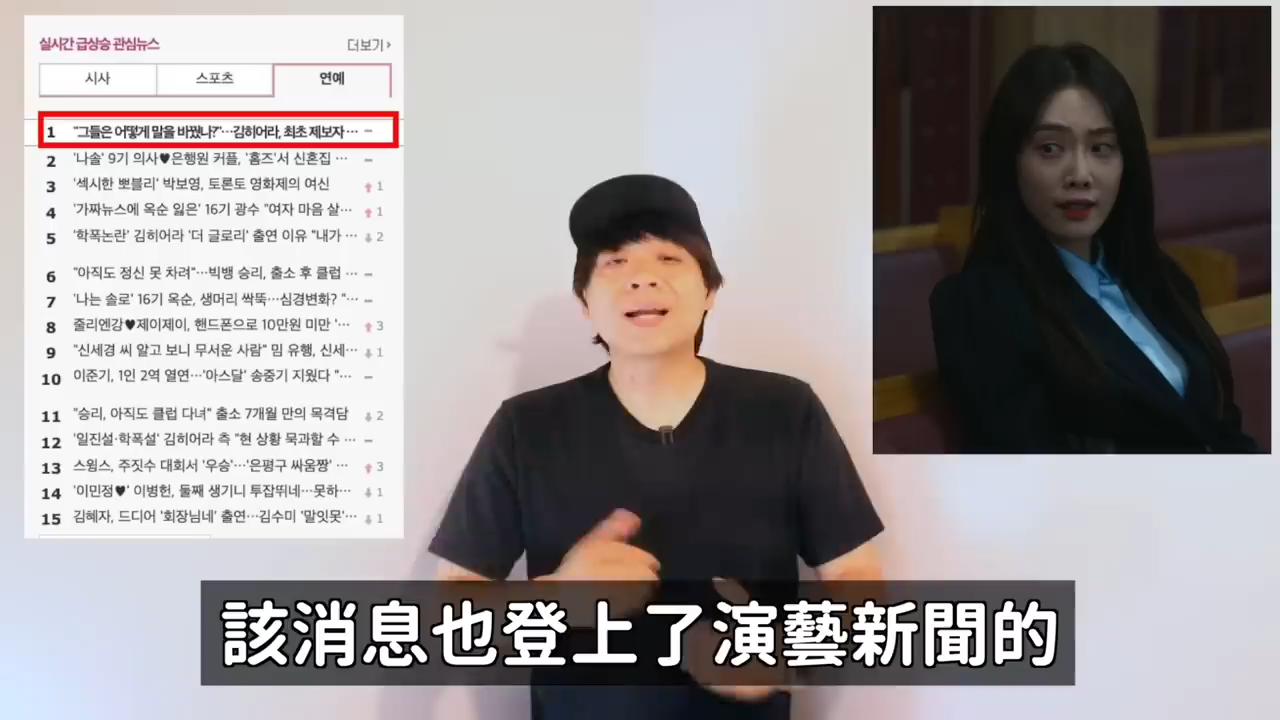 실시간 급상승 관심뉴스
더보기 ›
시사
스포츠
연예
1 "그들은 어떻게 말을 바꿨나?"…김히어라, 최초 제보자 … –
2 '나솔' 9기 의사♥은행원 커플, '홈즈'서 신혼집 … –
3 '섹시한 뽀블리' 박보영, 토론토 영화제의 여신 1
4 '가짜뉴스에 옥순 잃은' 16기 광수 "여자 마음 살… 1
5 '학폭논란' 김히어라 '더 글로리' 출연 이유 "내가 … 2
6 "아직도 정신 못 차려"…빅뱅 승리, 출소 후 클럽 … –
7 '나는 솔로' 16기 옥순, 생머리 싹뚝…심경변화? "… –
8 줄리엔강♥제이제이, 핸드폰으로 10만원 미만 '… 3
9 "신세경 씨 알고 보니 무서운 사람" 밈 유행, 신세… 1
10 이준기, 1인 2역 열연…'아스달' 송중기 지웠다 "… –
11 "승리, 아직도 클럽 다녀" 출소 7개월 만의 목격담 2
12 '일진설·학폭설' 김히어라 측 "현 상황 묵과할 수 … –
13 스윙스, 주짓수 대회서 '우승'…'은평구 싸움짱' … 3
14 '이민정♥' 이병헌, 둘째 생기니 투잡뛰네…못하… 1
15 김혜자, 드디어 '회장님네' 출연…김수미 '말잇못'… 1
該消息也登上了演藝新聞的